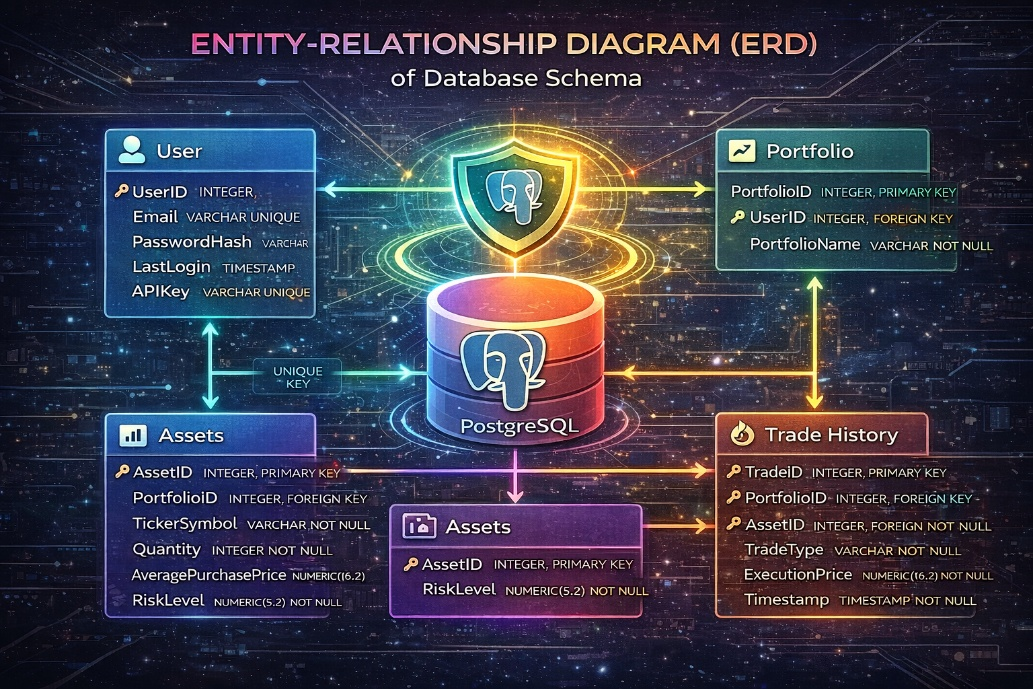 ENTITY-RELATIONSHIP DIAGRAM (ERD)
of Database Schema
User
UserID INTEGER,
Email VARCHAR UNIQUE
PasswordHash VARCHAR
LastLogin TIMESTAMP
APIKey VARCHAR UNIQUE
Portfolio
PortfolioID INTEGER, PRIMARY KEY
UserID INTEGER, FOREIGN KEY
PortfolioName VARCHAR NOT NULL
UNIQUE
KEY
PostgreSQL
Assets
AssetID INTEGER, PRIMARY KEY
PortfolioiD INTEGER, FOREIGN KEY
TickerSymbol VARCHAR NOT NULL
Quantity INTEGER NOT NULL
AveragePurchasePrice NUMERIC((6.2)
RiskLevel NUMERIC(5.2) NOT NULL
Assets
AssetID INTEGER, PRIMARY KEY
RiskLevel NUMERIC(5.2) NOT NULL
Trade History
TradeiD INTEGER, PRIMARY KEY
PortfolioID INTEGER, FOREIGN KEY -
AssetID INTEGER, FOREIGN NOT NULL
TradeType VARCHAR NOT NULL
ExecutionPrice NUMERIC(16.2) NOT NULL
Timestamp TIMESTAMP NOT NULL